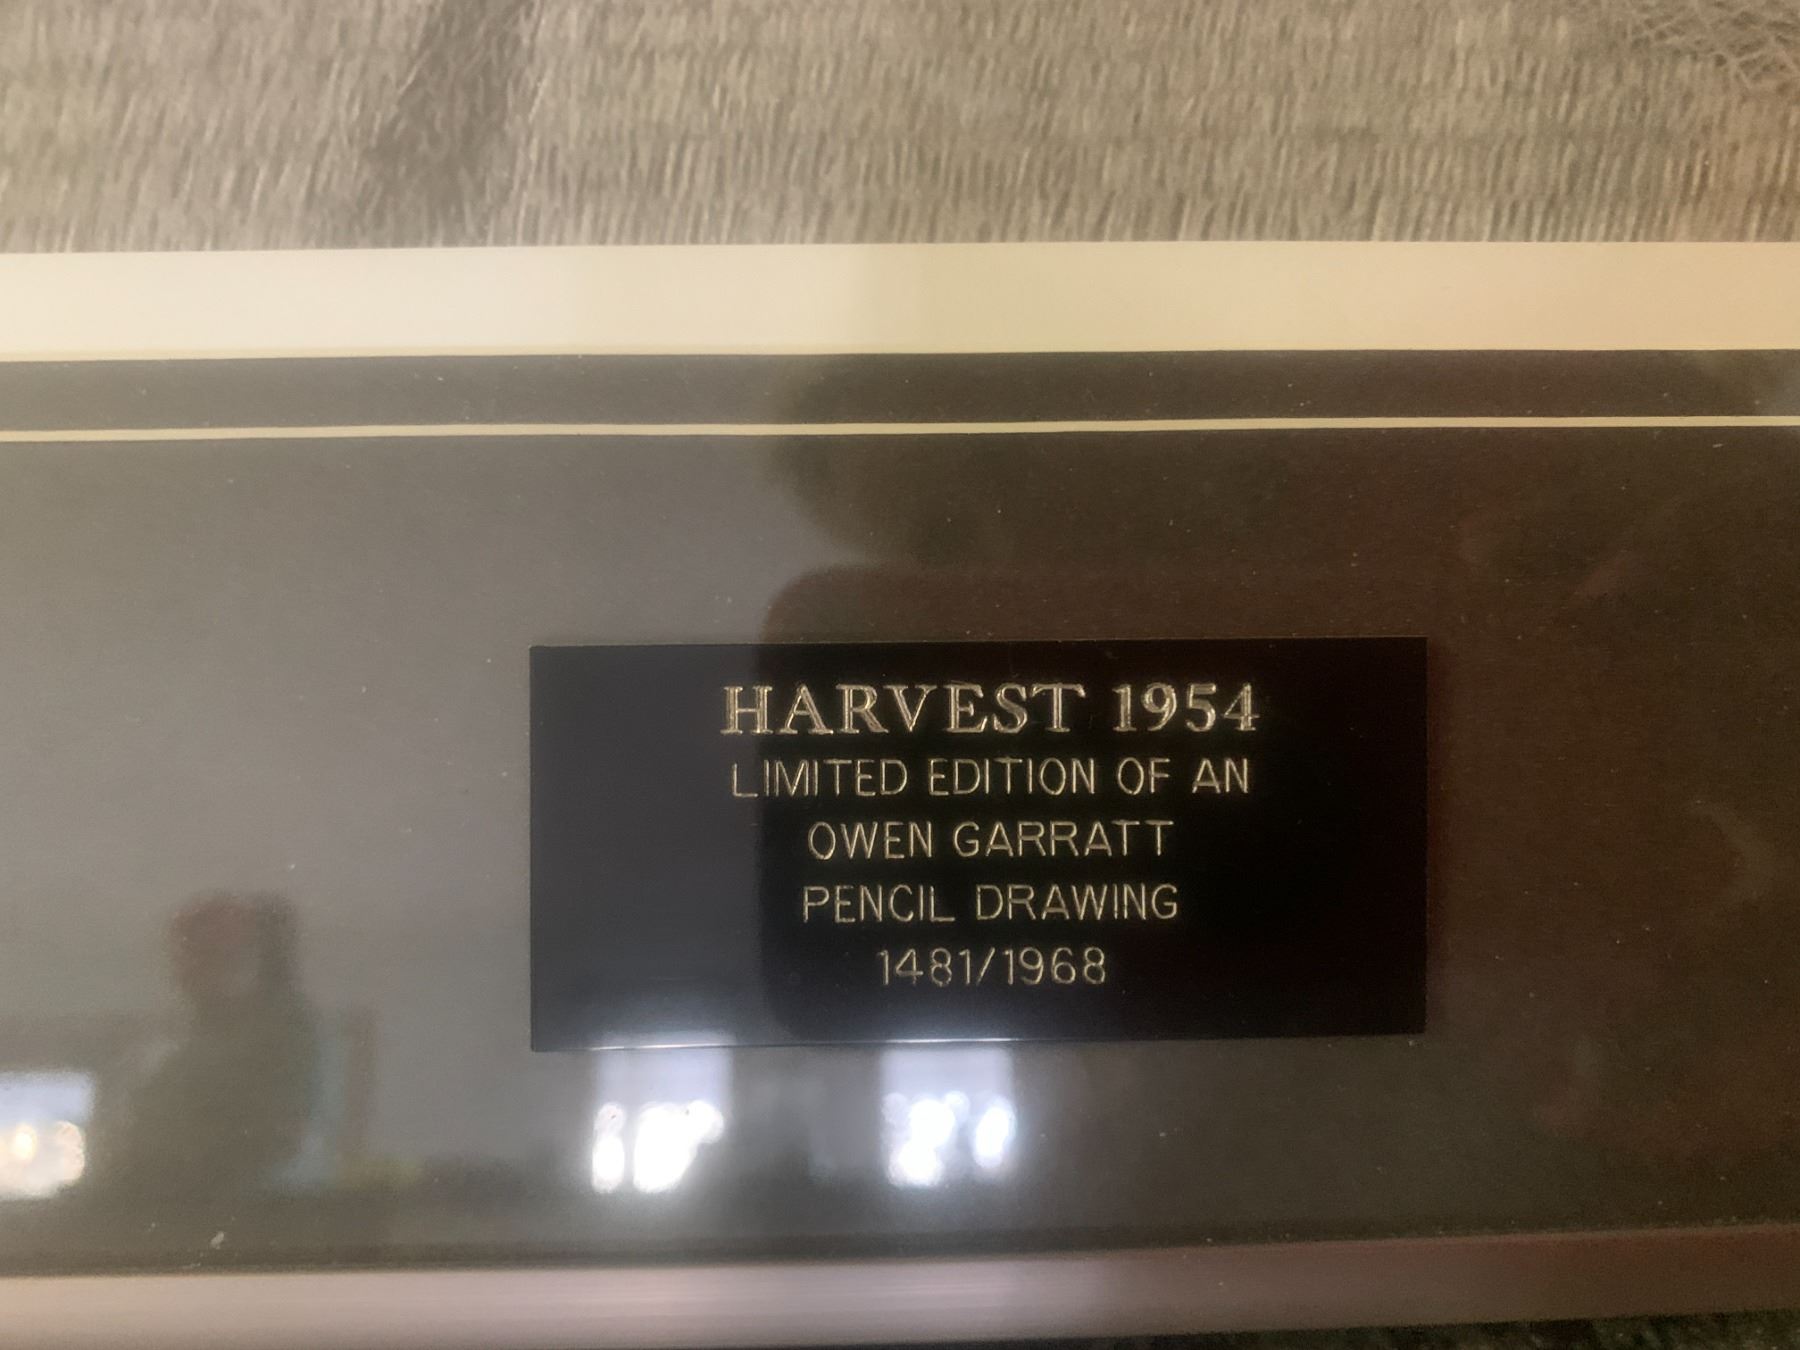 HARVEST 1954
LIMITED EDITION OF AN
OWEN GARRATT
PENCIL DRAWING
1481/1968